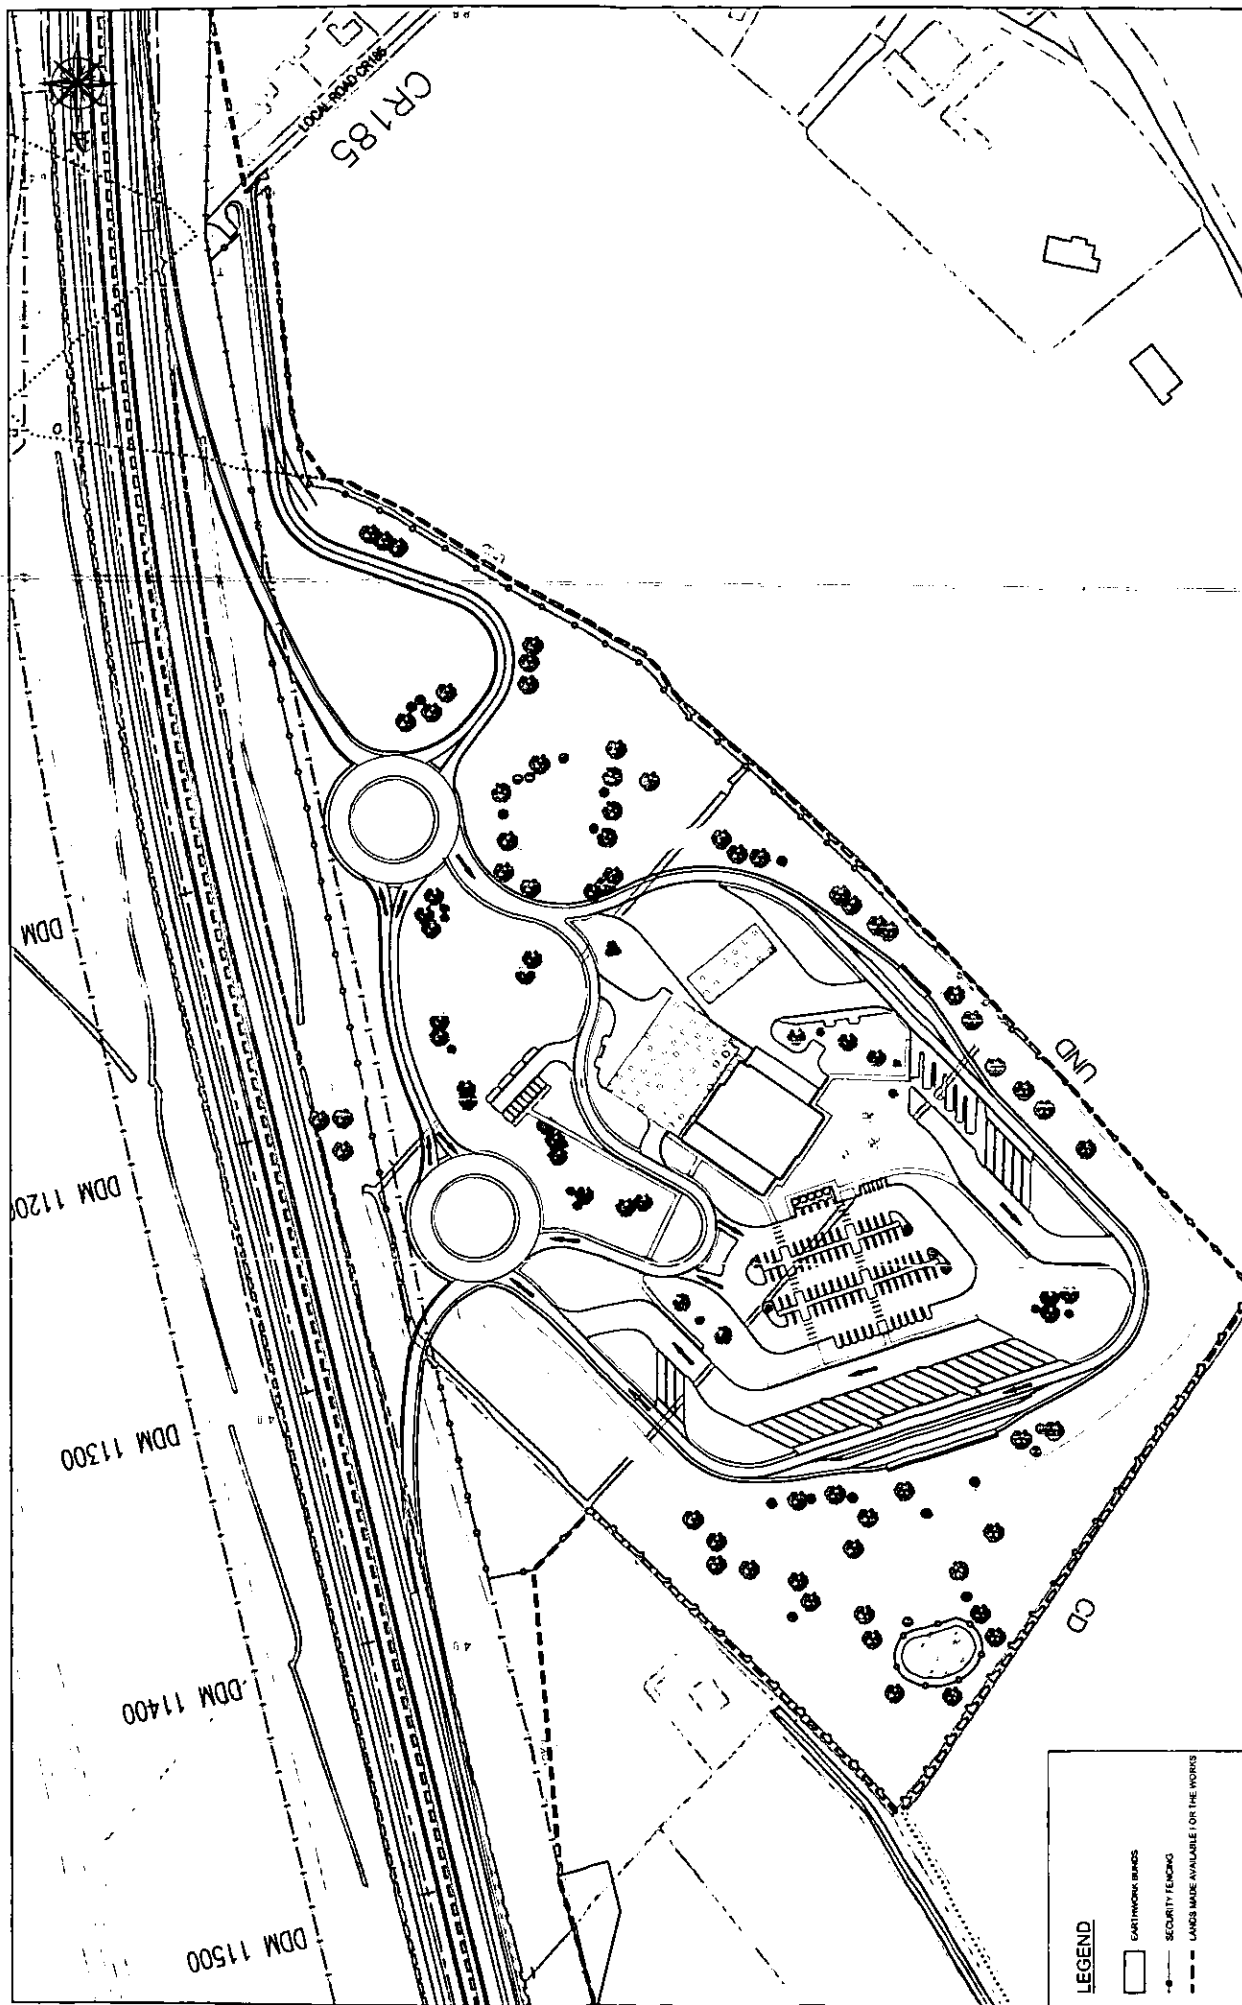 LOCAL ROAD CR185
CR185
DDM
DDM 1120
DDM 11300
DDM 11400
DDM 11500
UND
CD
LEGEND
EARTHWORK BUNDS
SECURITY FENCING
LANDS MADE AVAILABLE FOR THE WORKS